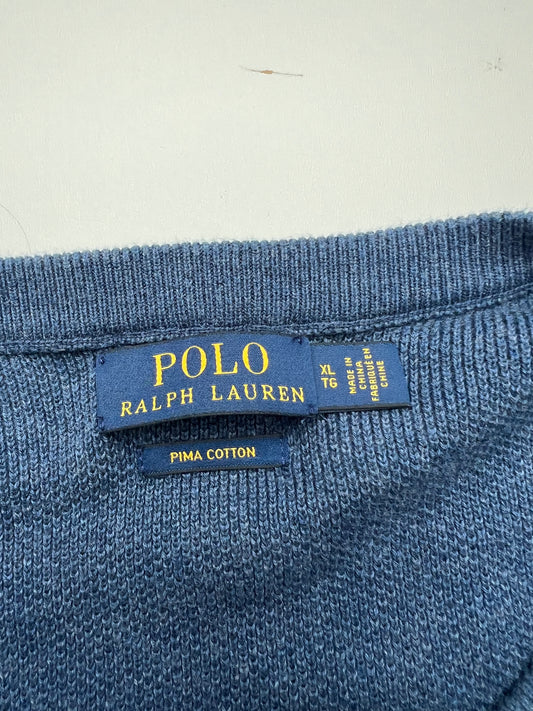 POLO
RALPH LAUREN
XL
TG
MADE IN
CHINA
FABRIQUÉ EN
CHINE
PIMA COTTON